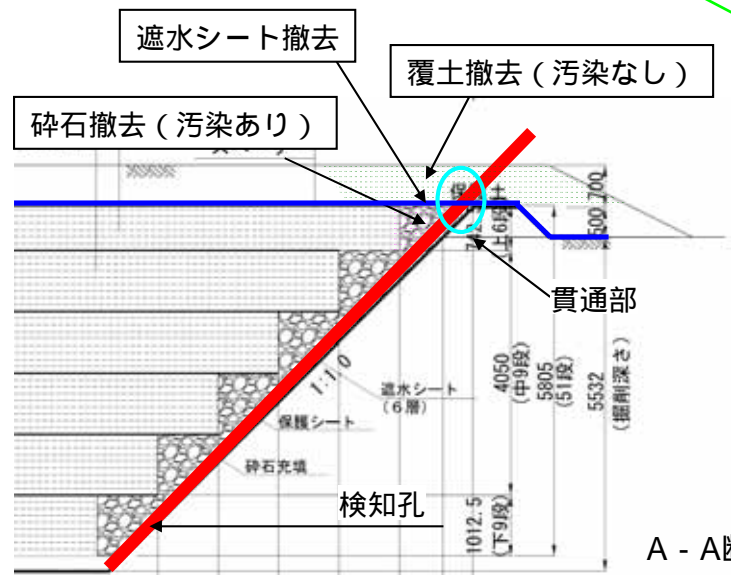 遮水シート撤去
覆土撤去（汚染なし）
砕石撤去（汚染あり）
700
500
(上6段)
貫通部
1:1.0
遮水シート
(6層)
保護シート
砕石充填
4050
(中9段)
5805
(51段)
5532
(掘削深さ)
検知孔
1012.5
(下9段)
A - A